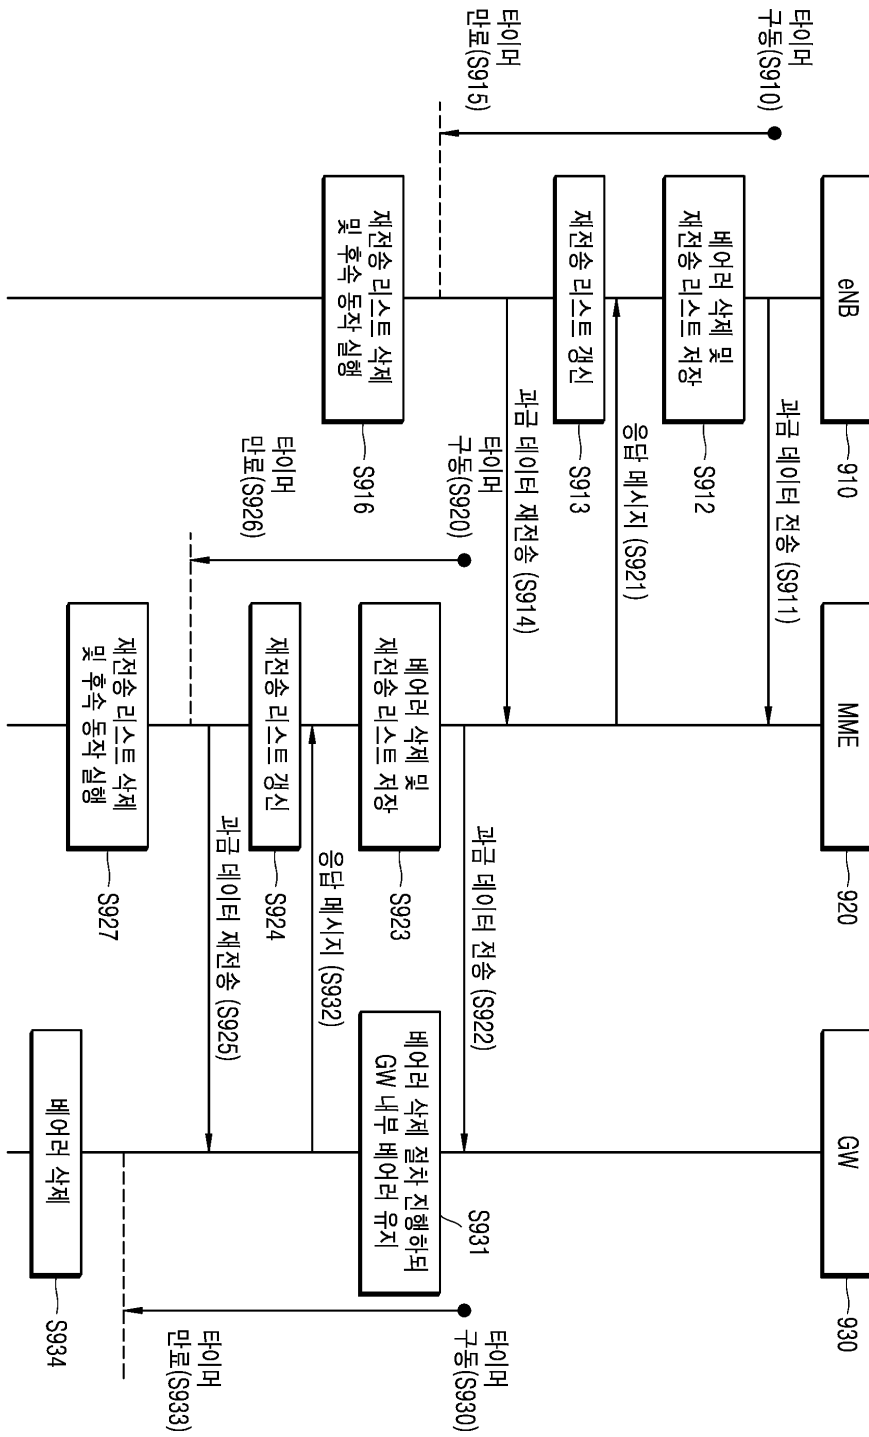 eNB
910
MME
920
GW
930
타이머
구동(S910)
과금 데이터 전송 (S911)
베어러 삭제 및
재전송 리스트 저장
S912
응답 메시지 (S921)
재전송 리스트 갱신
S913
과금 데이터 재전송 (S914)
타이머
만료(S915)
재전송 리스트 삭제
및 후속 동작 실행
S916
타이머
구동(S920)
과금 데이터 전송 (S922)
타이머
구동(S930)
베어러 삭제 및
재전송 리스트 저장
S923
베어러 삭제 절차 진행하되
GW 내부 베어러 유지
S931
응답 메시지 (S932)
재전송 리스트 갱신
S924
과금 데이터 재전송 (S925)
타이머
만료(S926)
재전송 리스트 삭제
및 후속 동작 실행
S927
타이머
만료(S933)
베어러 삭제
S934